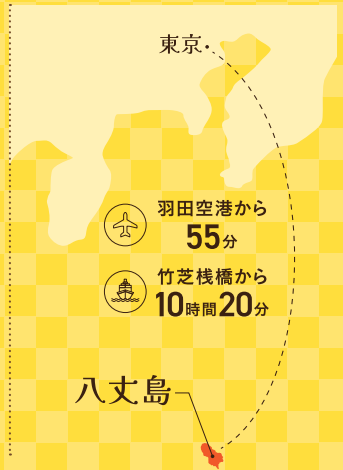 東京
羽田空港から
55分
竹芝桟橋から
10時間20分
八丈島